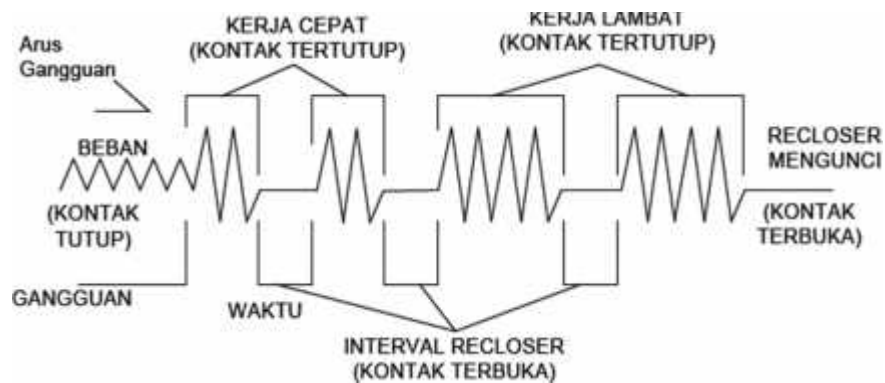 KERJA CEPAT
(KONTAK TERTUTUP)
KERJA LAMBAT
(KONTAK TERTUTUP)
Arus
Gangguan
BEBAN
(KONTAK
TUTUP)
RECLOSER
MENGUNCI
(KONTAK
TERBUKA)
GANGGUAN
WAKTU
INTERVAL RECLOSER
(KONTAK TERBUKA)